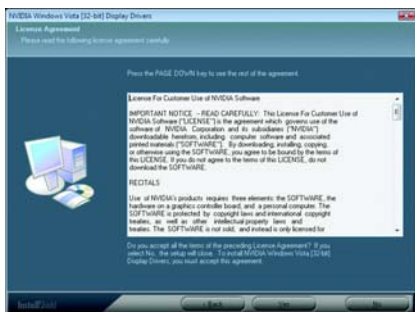 NVIDIA Windows Vista (32-bit) Display Drivers
License Agreement
Please read the following license agreement carefully.
Press the PAGE DOWN key to see the rest of the agreement.
License For Customer Use of NVIDIA Software
IMPORTANT NOTICE -- READ CAREFULLY: This License For Customer Use of
NVIDIA Software ("LICENSE") is the agreement which governs use of the
software of NVIDIA Corporation and its subsidiaries ("NVIDIA")
downloadable herefrom, including computer software and associated
printed materials ("SOFTWARE"). By downloading, installing, copying,
or otherwise using the SOFTWARE, you agree to be bound by the terms of
this LICENSE. If you do not agree to the terms of this LICENSE, do not
download the SOFTWARE.
RECITALS
Use of NVIDIA's products requires three elements: the SOFTWARE, the
hardware on a graphics controller board, and a personal computer. The
SOFTWARE is protected by copyright laws and international copyright
treaties, as well as other intellectual property laws and
treaties. The SOFTWARE is not sold, and instead is only licensed for
Do you accept all the terms of the preceding License Agreement? If you
select No, the setup will close. To install NVIDIA Windows Vista (32-bit)
Display Drivers, you must accept this agreement.
InstallShield
< Back
Yes
No